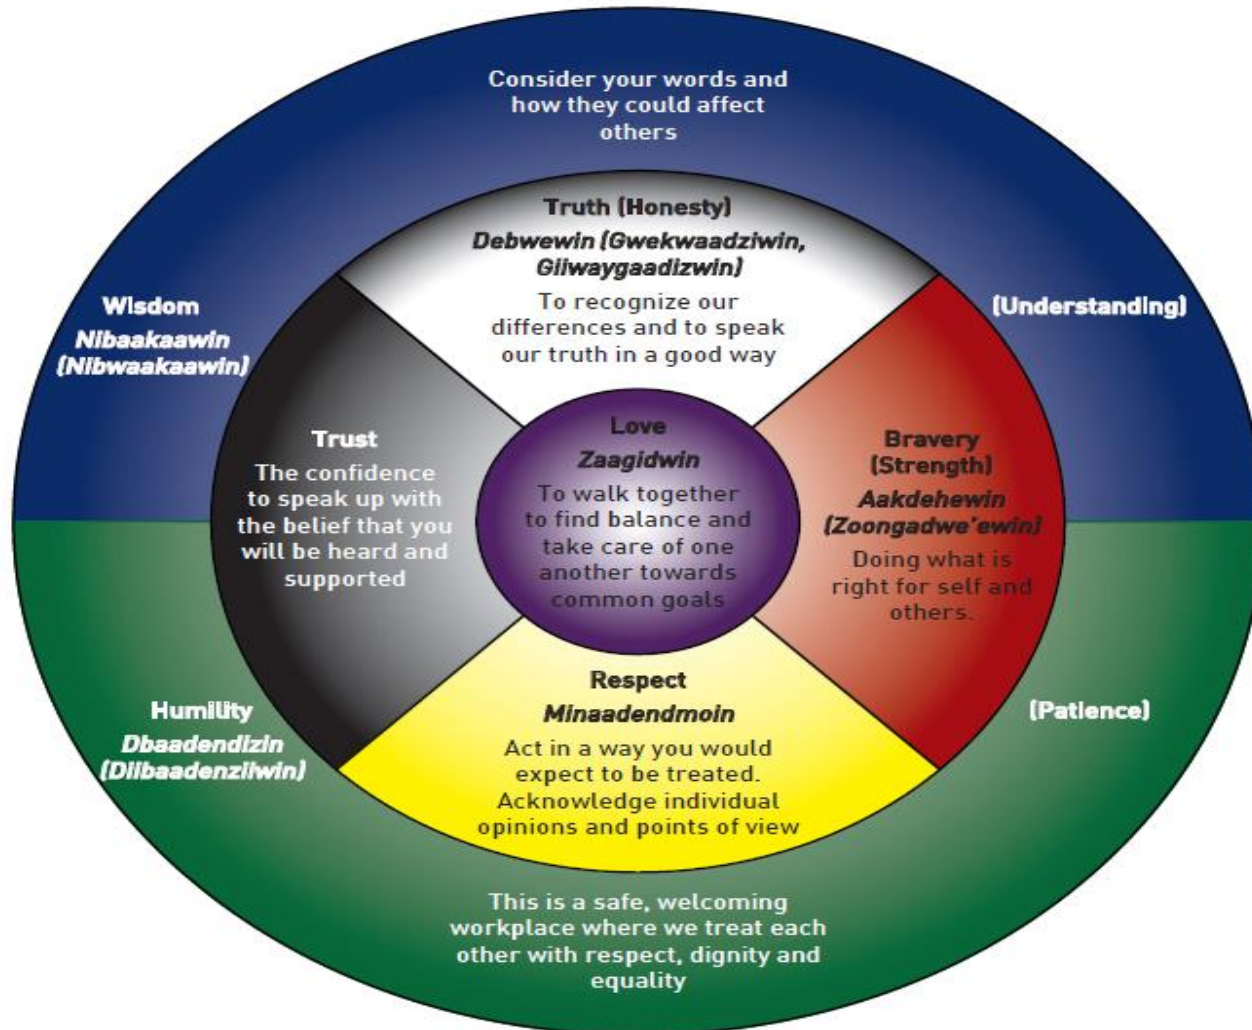 Consider your words and
how they could affect
others
Truth (Honesty)
Debwewin (Gwekwaadziwin,
Giiwaygaadizwin)
To recognize our
differences and to speak
our truth in a good way
Wisdom
Nibaakaawin
(Nibwaakaawin)
(Understanding)
Trust
The confidence
to speak up with
the belief that you
will be heard and
supported
Love
Zaagidwin
To walk together
to find balance and
take care of one
another towards
common goals
Bravery
(Strength)
Aakdehewin
(Zoongadwe'ewin)
Doing what is
right for self and
others.
Humility
Dbaadendizin
(Diibaadenziiwin)
Respect
Minaadendmoin
Act in a way you would
expect to be treated.
Acknowledge individual
opinions and points of view
(Patience)
This is a safe, welcoming
workplace where we treat each
other with respect, dignity and
equality